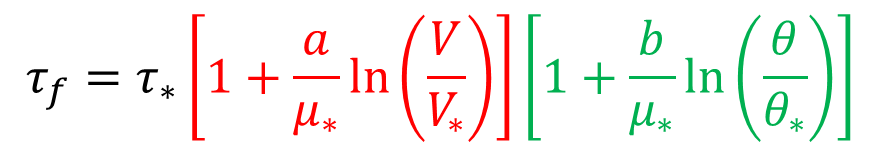 τ_f = τ_* [1 + a/μ_* ln(V/V_*)] [1 + b/μ_* ln(θ/θ_*)]